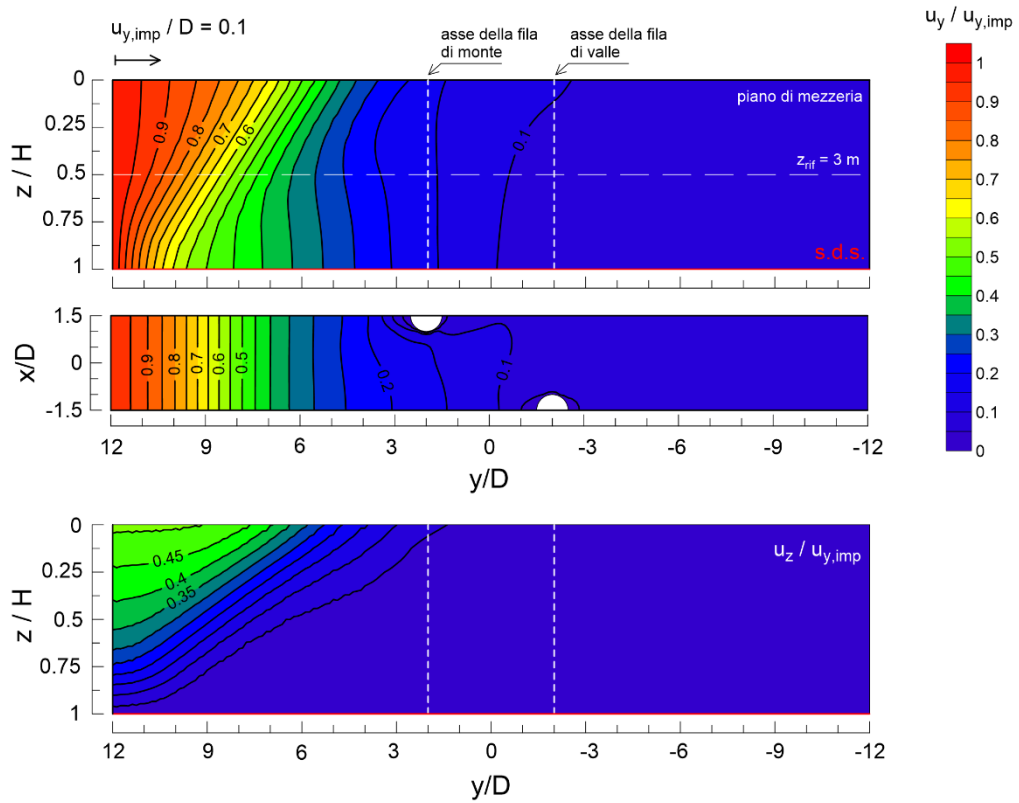 u_y,imp / D = 0.1
asse della fila
di monte
asse della fila
di valle
u_y / u_y,imp
piano di mezzeria
z_rif = 3 m
s.d.s.
z / H
0
0.25
0.5
0.75
1
0.9
0.8
0.7
0.6
0.1
x/D
1.5
0
-1.5
0.9
0.8
0.7
0.6
0.5
0.2
0.1
12 9 6 3 0 -3 -6 -9 -12
y/D
1
0.9
0.8
0.7
0.6
0.5
0.4
0.3
0.2
0.1
0
u_z / u_y,imp
z / H
0
0.25
0.5
0.75
1
0.45
0.4
0.35
12 9 6 3 0 -3 -6 -9 -12
y/D